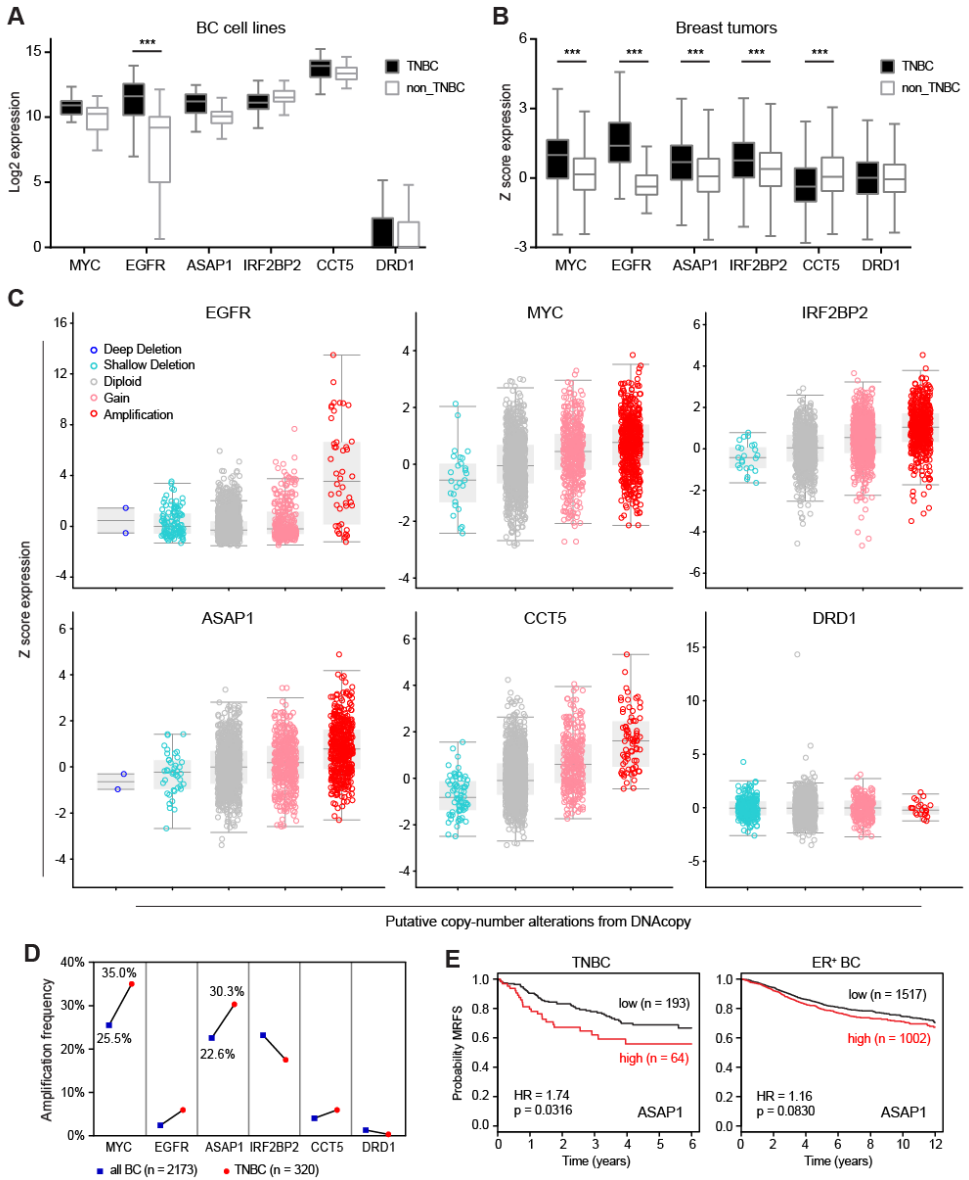 A
BC cell lines
Log2 expression
15
10
5
0
***
TNBC
non_TNBC
MYC EGFR ASAP1 IRF2BP2 CCT5 DRD1
B
Breast tumors
Z score expression
6
3
0
-3
*** *** *** *** ***
TNBC
non_TNBC
MYC EGFR ASAP1 IRF2BP2 CCT5 DRD1
C
Z score expression
EGFR
16
12
8
4
0
-4
Deep Deletion
Shallow Deletion
Diploid
Gain
Amplification
MYC
4
2
0
-2
-4
IRF2BP2
6
4
2
0
-2
-4
-6
ASAP1
6
4
2
0
-2
-4
CCT5
6
4
2
0
-2
-4
DRD1
15
10
5
0
-5
Putative copy-number alterations from DNAcopy
D
Amplification frequency
40%
30%
20%
10%
0%
35.0%
25.5%
30.3%
22.6%
MYC EGFR ASAP1 IRF2BP2 CCT5 DRD1
all BC (n = 2173) TNBC (n = 320)
E
TNBC
Probability MRFS
1.0
0.8
0.6
0.4
0.2
0.0
low (n = 193)
high (n = 64)
HR = 1.74
p = 0.0316
ASAP1
0 1 2 3 4 5 6
Time (years)
ER⁺ BC
1.0
0.8
0.6
0.4
0.2
0.0
low (n = 1517)
high (n = 1002)
HR = 1.16
p = 0.0830
ASAP1
0 2 4 6 8 10 12
Time (years)